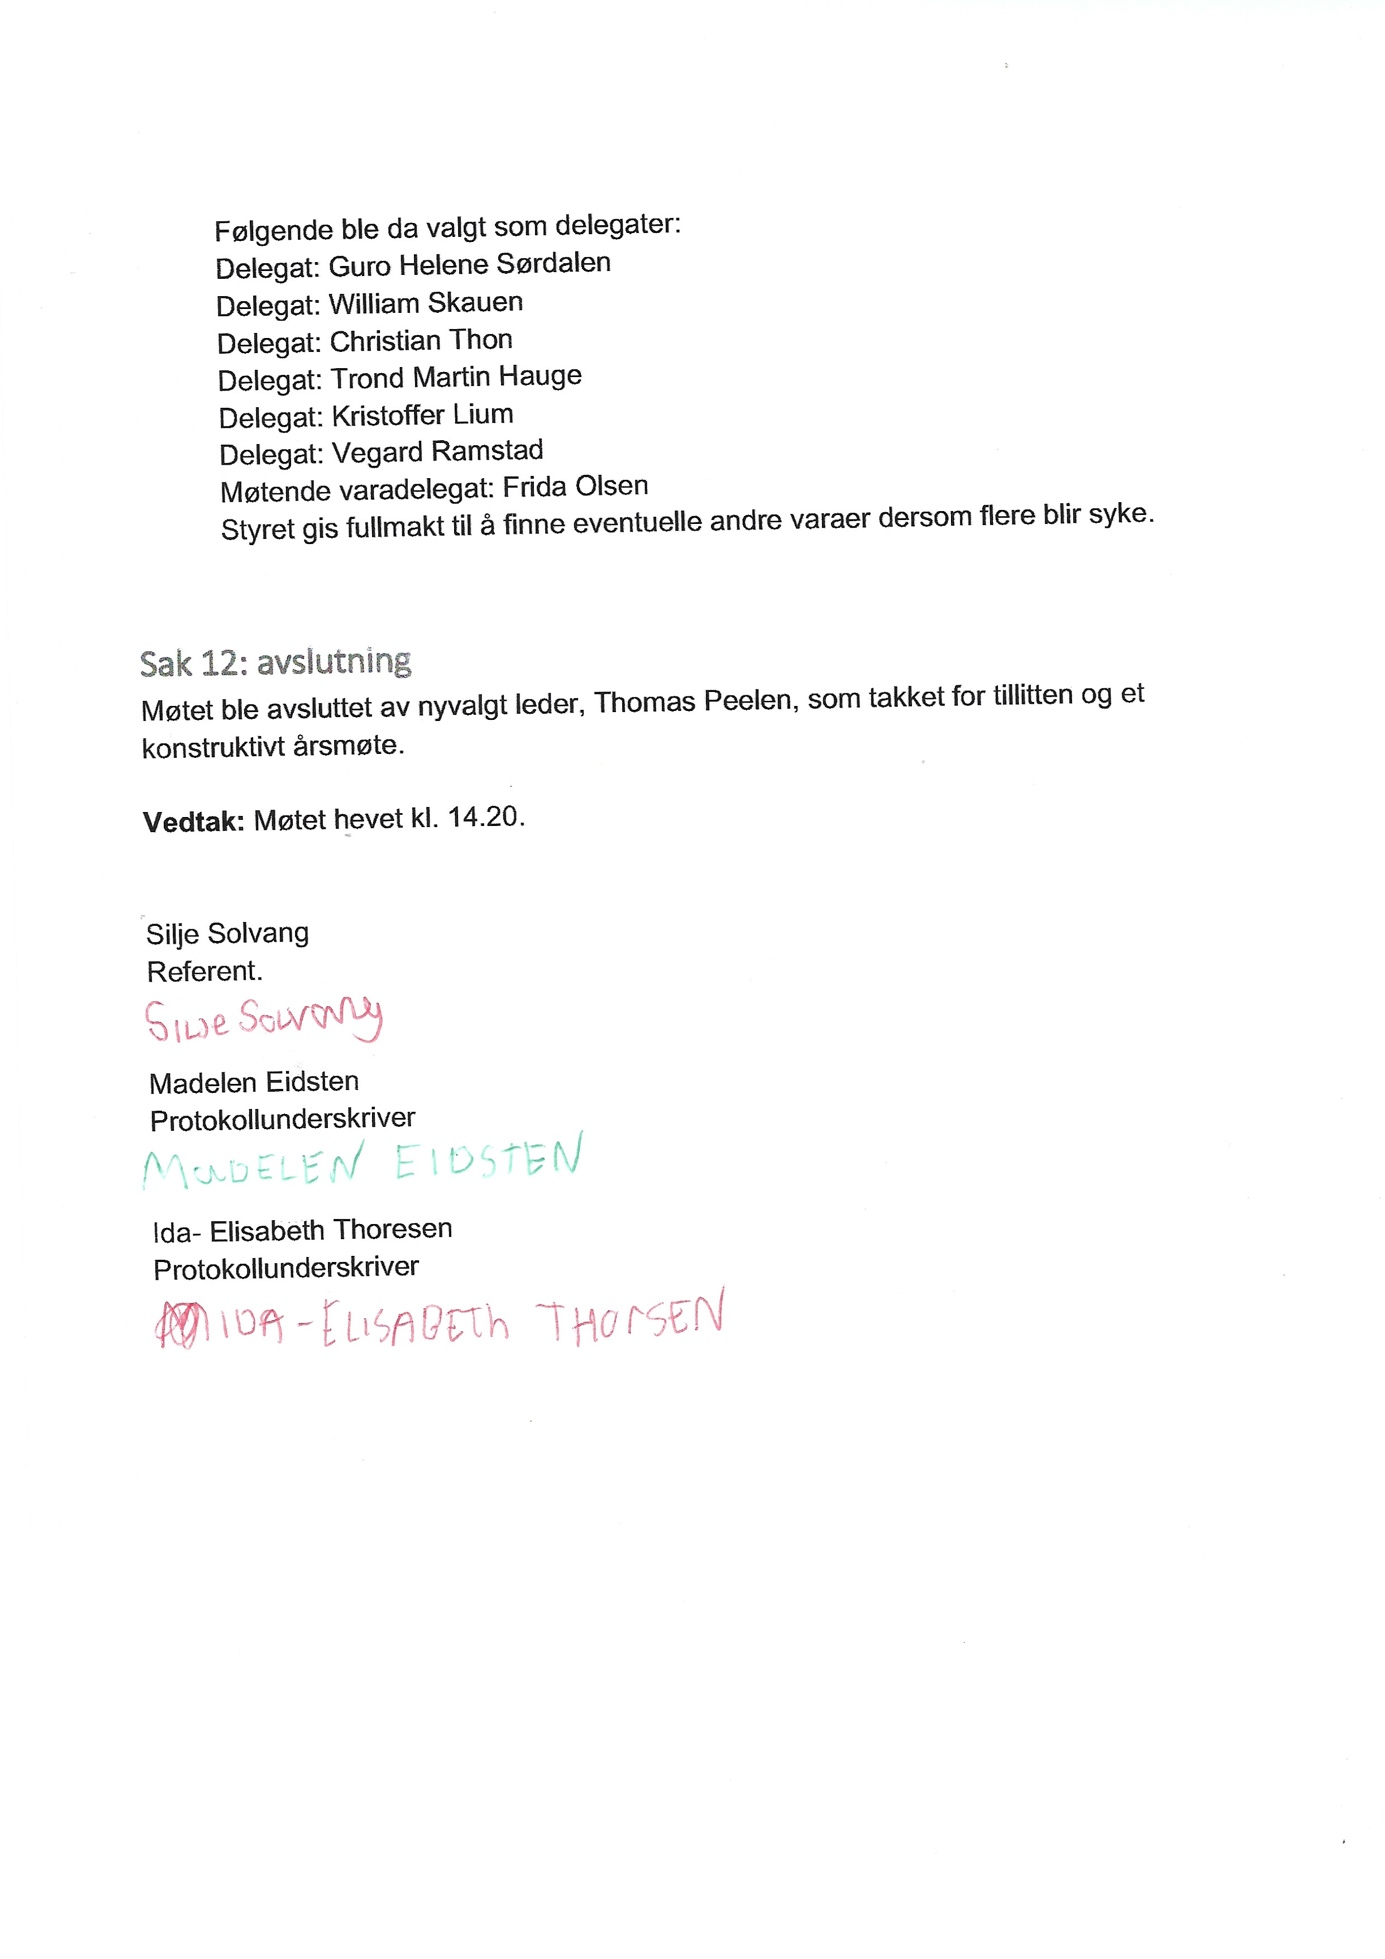 Følgende ble da valgt som delegater:
Delegat: Guro Helene Sørdalen
Delegat: William Skauen
Delegat: Christian Thon
Delegat: Trond Martin Hauge
Delegat: Kristoffer Lium
Delegat: Vegard Ramstad
Møtende varadelegat: Frida Olsen
Styret gis fullmakt til å finne eventuelle andre varaer dersom flere blir syke.
Sak 12: avslutning
Møtet ble avsluttet av nyvalgt leder, Thomas Peelen, som takket for tillitten og et
konstruktivt årsmøte.
Vedtak: Møtet hevet kl. 14.20.
Silje Solvang
Referent.
Silje Solvang
Madelen Eidsten
Protokollunderskriver
MADELEN EIDSTEN
Ida- Elisabeth Thoresen
Protokollunderskriver
IDA-ELISABETh THOrSEN